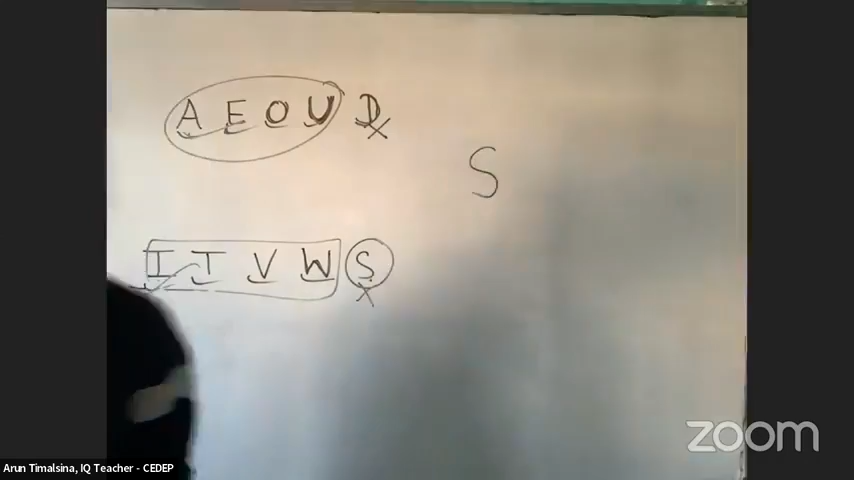 A E O U D x
S
I T V W S x
zoom
Arun Timalsina, IQ Teacher - CEDEP